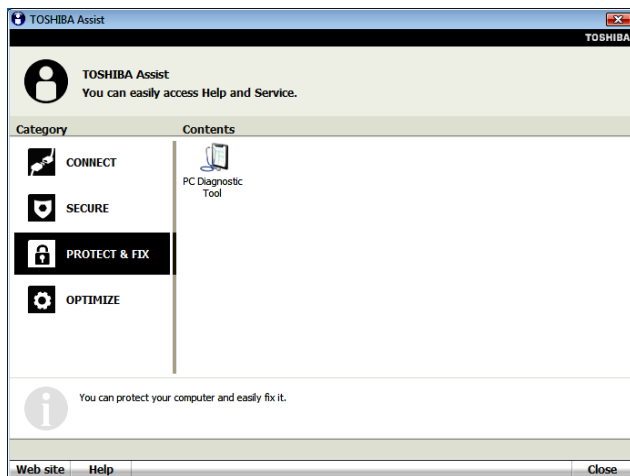 TOSHIBA Assist
TOSHIBA
TOSHIBA Assist
You can easily access Help and Service.
Category
Contents
CONNECT
SECURE
PROTECT & FIX
OPTIMIZE
PC Diagnostic
Tool
You can protect your computer and easily fix it.
Web site
Help
Close